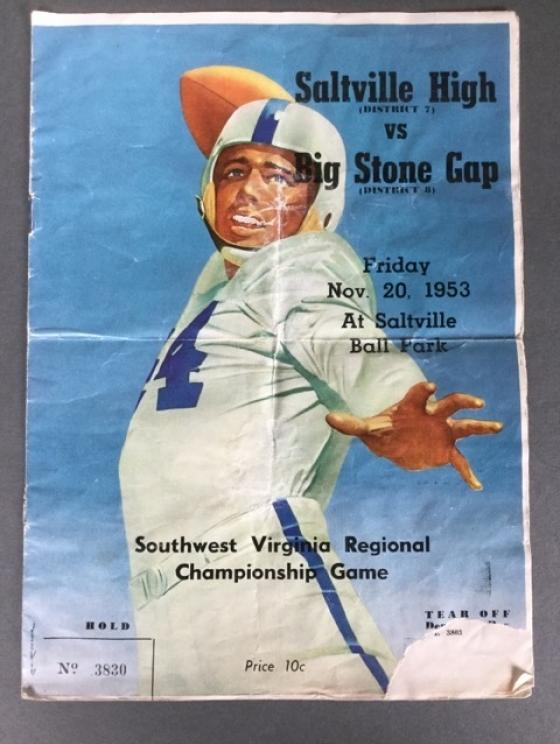 Saltville High
(DISTRICT 7)
VS
Big Stone Gap
(DISTRICT 8)
Friday
Nov. 20, 1953
At Saltville
Ball Park
24
Southwest Virginia Regional
Championship Game
HOLD
Nº 3830
Price 10c
TEAR OFF